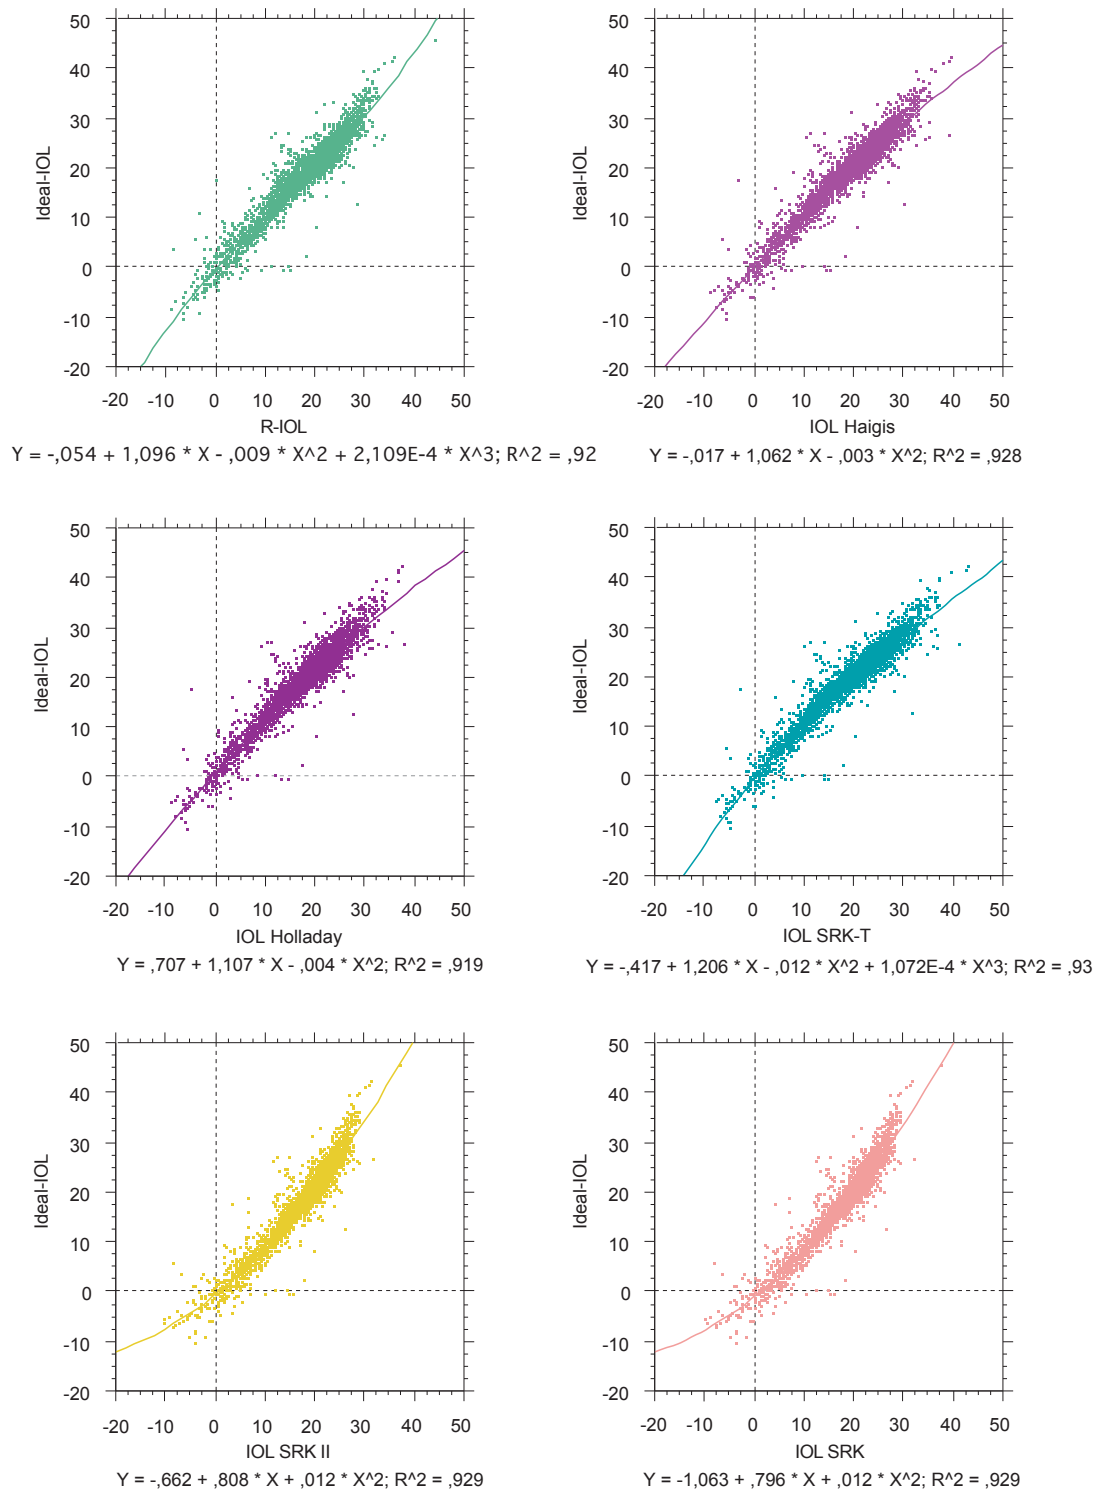 50
40
30
20
10
0
-10
-20
Ideal-IOL
-20 -10 0 10 20 30 40 50
R-IOL
Y = -,054 + 1,096 * X - ,009 * X^2 + 2,109E-4 * X^3; R^2 = ,92
50
40
30
20
10
0
-10
-20
Ideal-IOL
-20 -10 0 10 20 30 40 50
IOL Haigis
Y = -,017 + 1,062 * X - ,003 * X^2; R^2 = ,928
50
40
30
20
10
0
-10
-20
Ideal-IOL
-20 -10 0 10 20 30 40 50
IOL Holladay
Y = ,707 + 1,107 * X - ,004 * X^2; R^2 = ,919
50
40
30
20
10
0
-10
-20
Ideal-IOL
-20 -10 0 10 20 30 40 50
IOL SRK-T
Y = -,417 + 1,206 * X - ,012 * X^2 + 1,072E-4 * X^3; R^2 = ,93
50
40
30
20
10
0
-10
-20
Ideal-IOL
-20 -10 0 10 20 30 40 50
IOL SRK II
Y = -,662 + ,808 * X + ,012 * X^2; R^2 = ,929
50
40
30
20
10
0
-10
-20
Ideal-IOL
-20 -10 0 10 20 30 40 50
IOL SRK
Y = -1,063 + ,796 * X + ,012 * X^2; R^2 = ,929